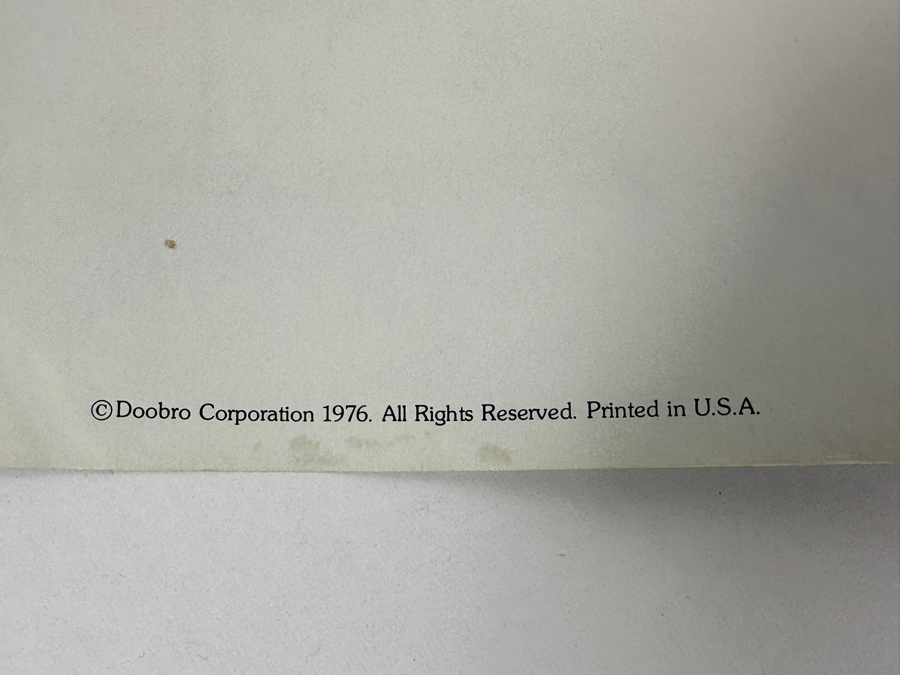 ©Doobro Corporation 1976. All Rights Reserved. Printed in U.S.A.